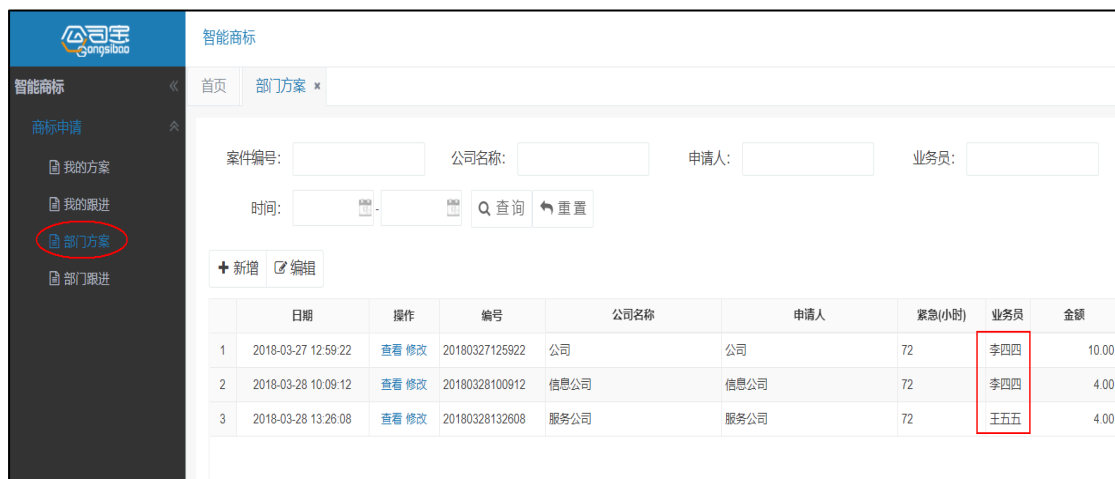 公司宝
Gongsibao
智能商标
智能商标
首页 部门方案 ×
商标申请
我的方案
我的跟进
部门方案
部门跟进
案件编号: 公司名称: 申请人: 业务员:
时间: - 查询 重置
新增 编辑
日期 操作 编号 公司名称 申请人 紧急(小时) 业务员 金额
1 2018-03-27 12:59:22 查看 修改 20180327125922 公司 公司 72 李四四 10.00
2 2018-03-28 10:09:12 查看 修改 20180328100912 信息公司 信息公司 72 李四四 4.00
3 2018-03-28 13:26:08 查看 修改 20180328132608 服务公司 服务公司 72 王五五 4.00